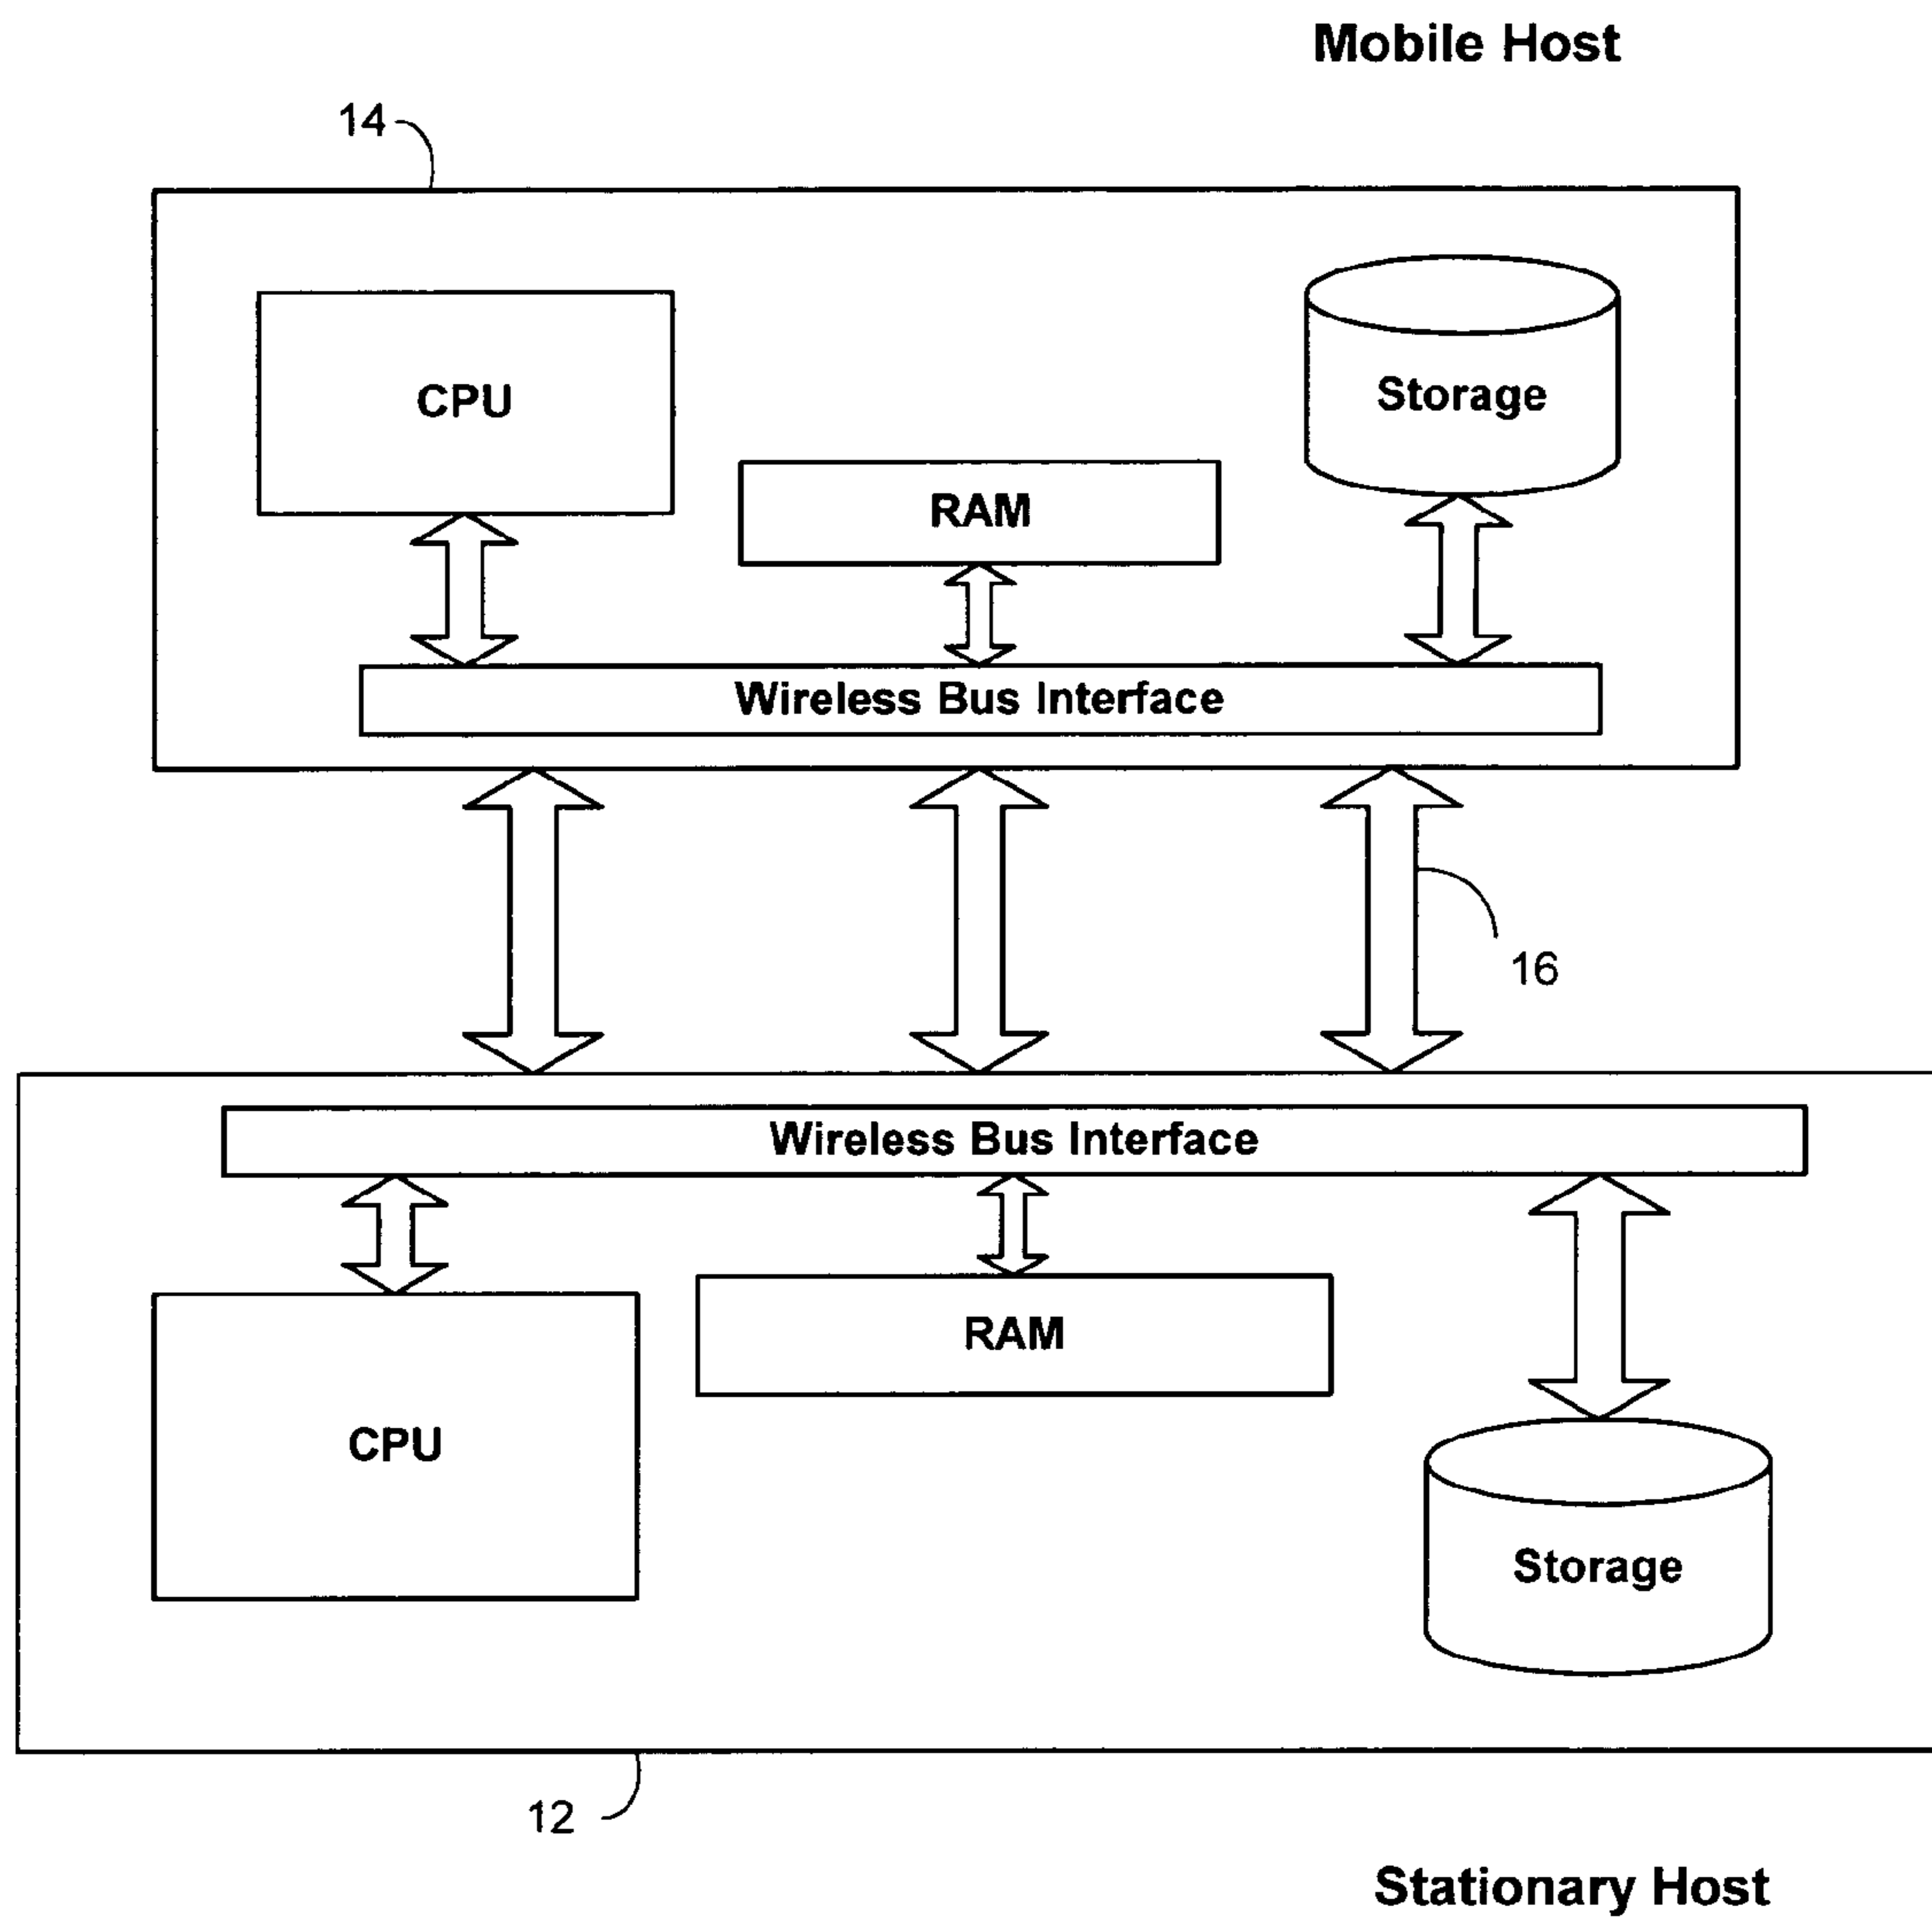 Mobile Host
14
CPU
Storage
RAM
Wireless Bus Interface
16
Wireless Bus Interface
RAM
CPU
Storage
12
Stationary Host